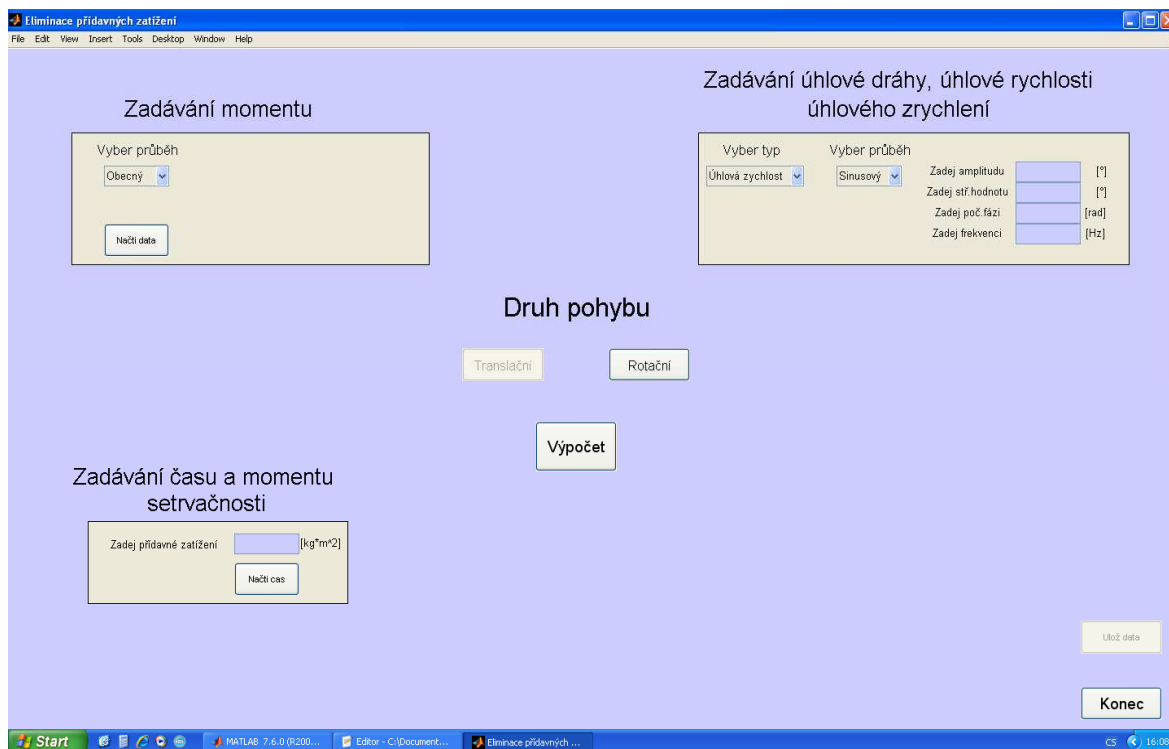 Eliminace přídavných zatížení
File Edit View Insert Tools Desktop Window Help
Zadávání momentu
Vyber průběh
Obecný
Načti data
Zadávání úhlové dráhy, úhlové rychlosti
úhlového zrychlení
Vyber typ Vyber průběh
Úhlová zychlost Sinusový
Zadej amplitudu [°]
Zadej stř.hodnotu [°]
Zadej poč.fázi [rad]
Zadej frekvenci [Hz]
Druh pohybu
Translační Rotační
Výpočet
Zadávání času a momentu
setrvačnosti
Zadej přídavné zatížení [kg*m^2]
Načti cas
Ulož data
Konec
Start MATLAB 7.6.0 (R200... Editor - C:\Document... Eliminace přídavných ... CS 16:08